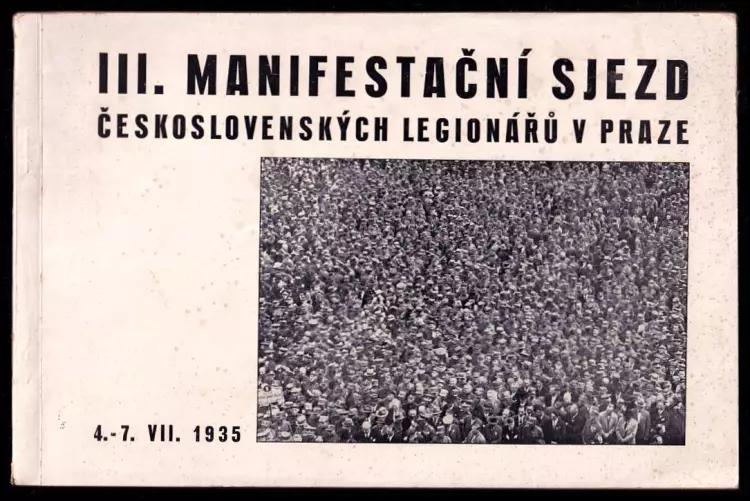 III. MANIFESTAČNÍ SJEZD
ČESKOSLOVENSKÝCH LEGIONÁŘŮ V PRAZE
4.-7. VII. 1935